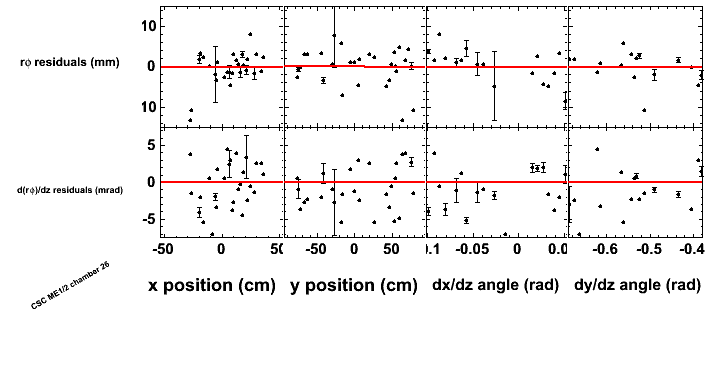 10
rϕ residuals (mm)
0
10
5
d(rϕ)/dz residuals (mrad)
0
-5
-50 0 50 -50 0 50 0.1 -0.05 0 0.0 -0.6 -0.5 -0.4
x position (cm) y position (cm) dx/dz angle (rad) dy/dz angle (rad)
CSC ME1/2 chamber 26